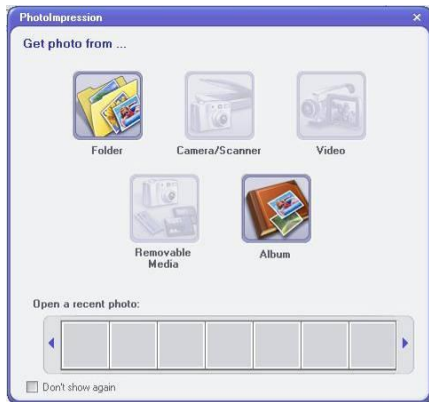 PhotoImpression
Get photo from ...
Folder
Camera/Scanner
Video
Removable
Media
Album
Open a recent photo:
Don't show again